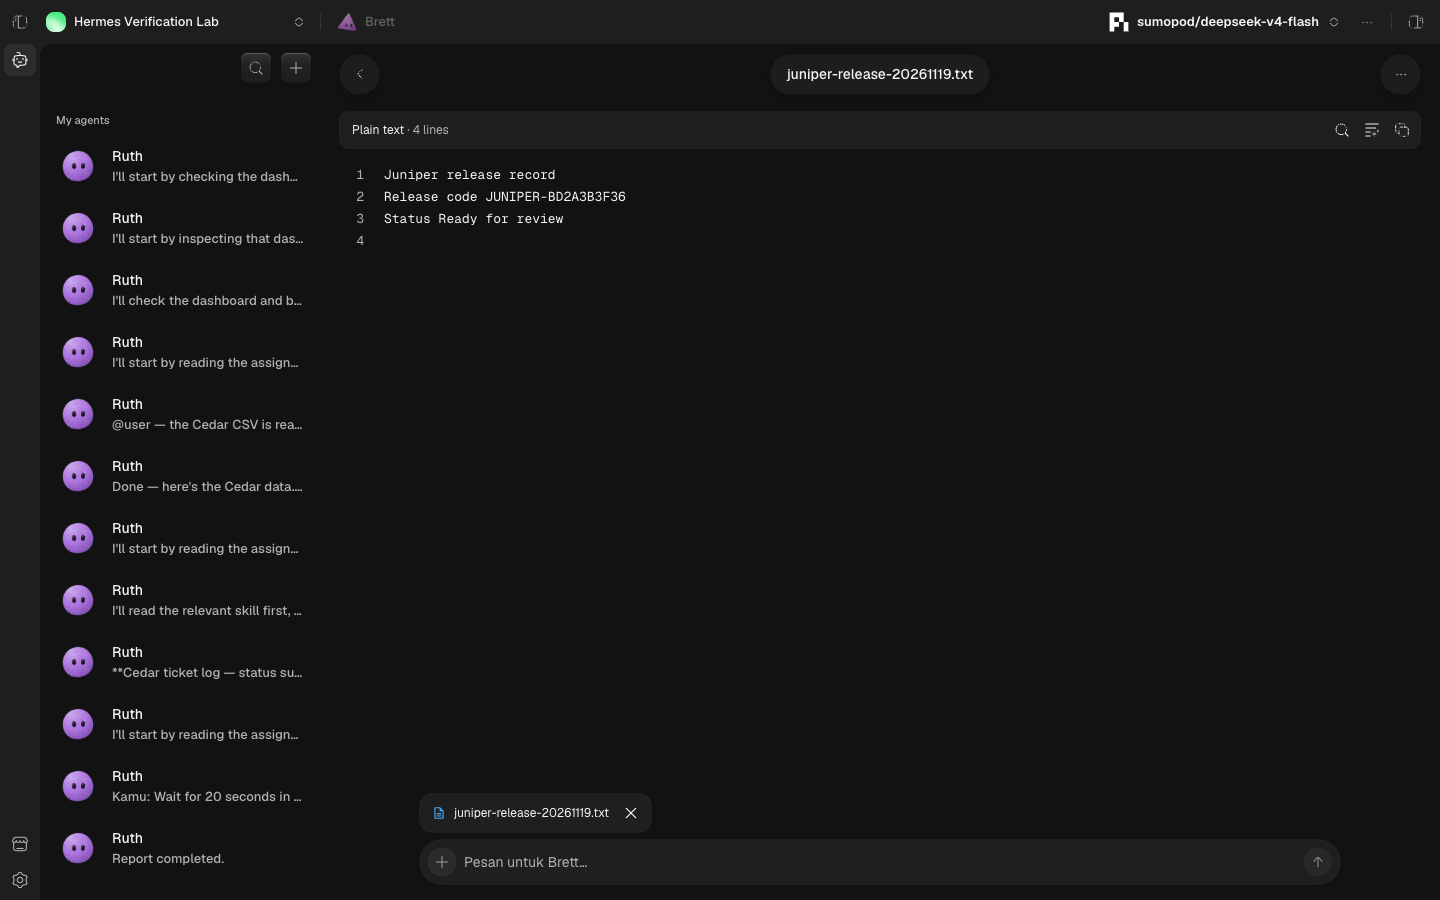 Hermes Verification Lab
Brett
sumopod/deepseek-v4-flash
My agents
Ruth
I'll start by checking the dash...
Ruth
I'll start by inspecting that das...
Ruth
I'll check the dashboard and b...
Ruth
I'll start by reading the assign...
Ruth
@user — the Cedar CSV is rea...
Ruth
Done — here's the Cedar data....
Ruth
I'll start by reading the assign...
Ruth
I'll read the relevant skill first, ...
Ruth
**Cedar ticket log — status su...
Ruth
I'll start by reading the assign...
Ruth
Kamu: Wait for 20 seconds in ...
Ruth
Report completed.
juniper-release-20261119.txt
Plain text · 4 lines
1 Juniper release record
2 Release code JUNIPER-BD2A3B3F36
3 Status Ready for review
4
juniper-release-20261119.txt
Pesan untuk Brett...